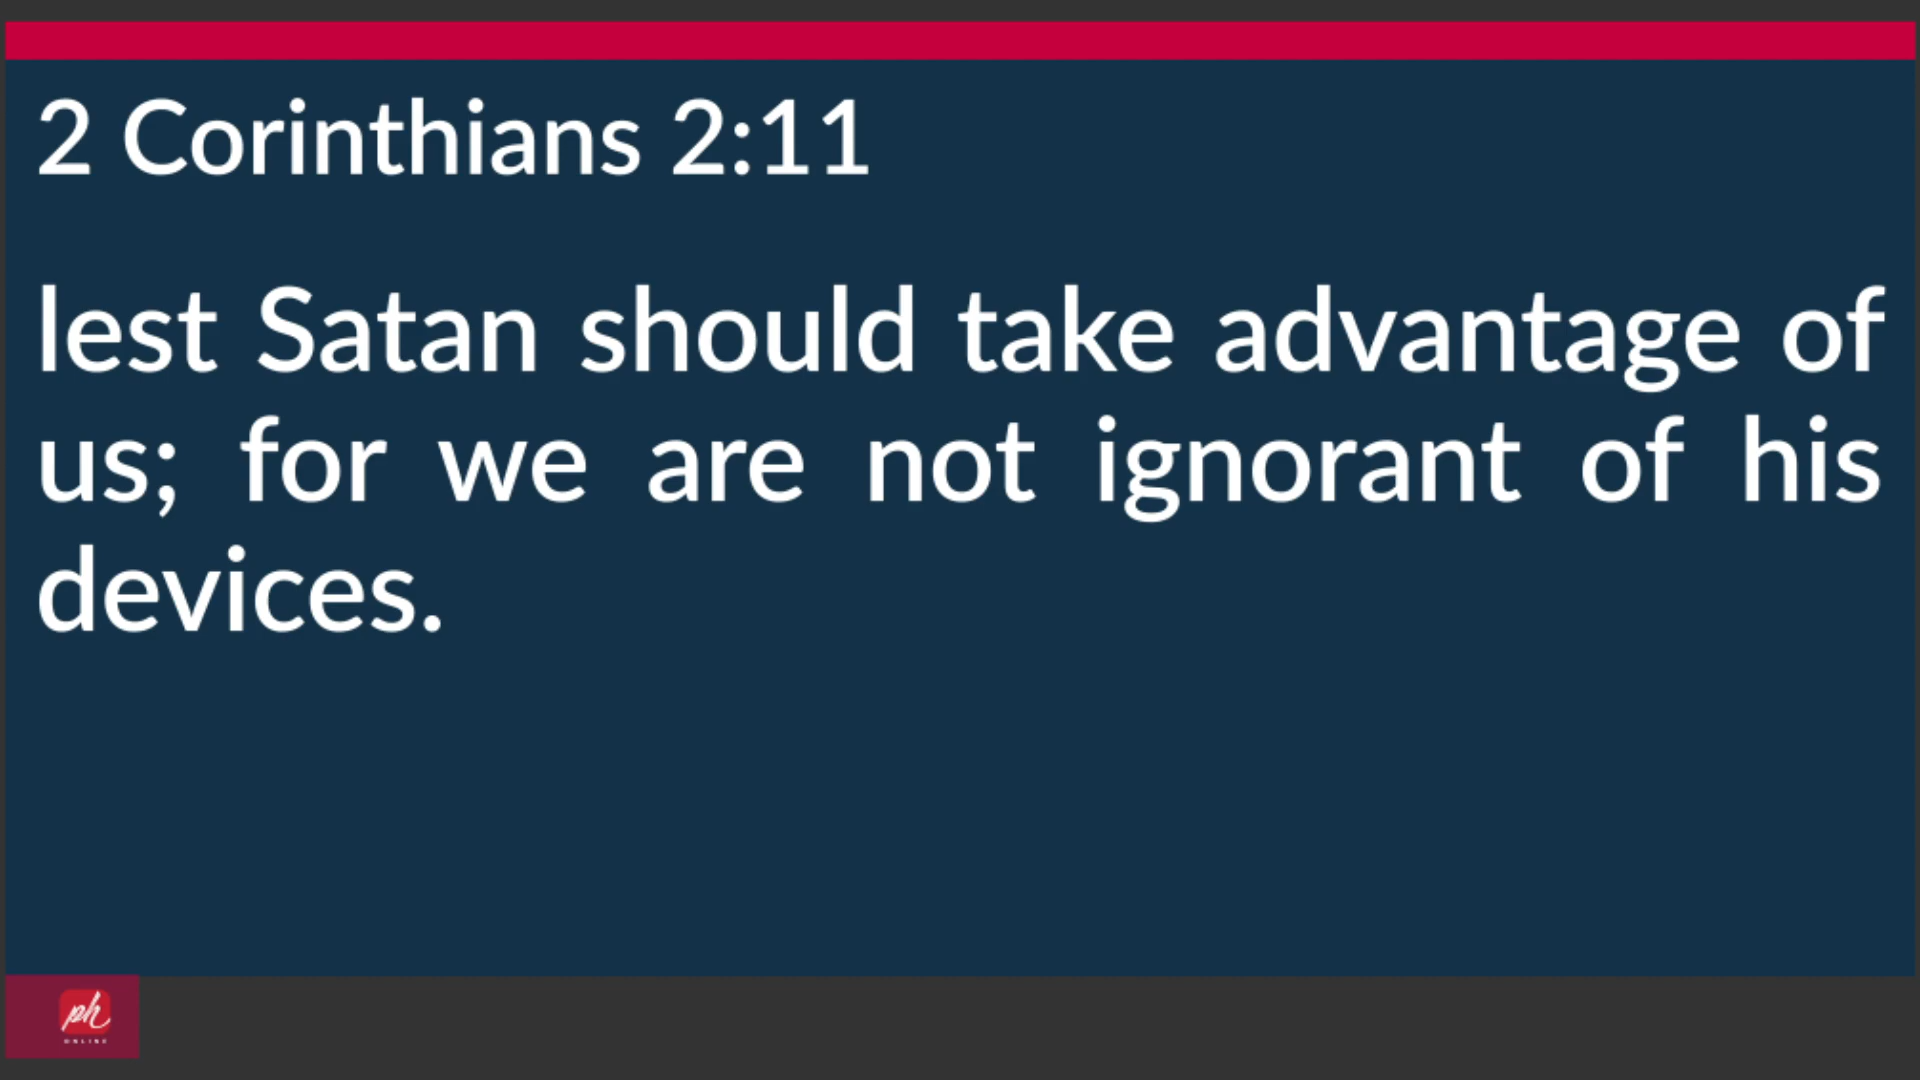 2 Corinthians 2:11
lest Satan should take advantage of
us; for we are not ignorant of his
devices.
ph
ONLINE